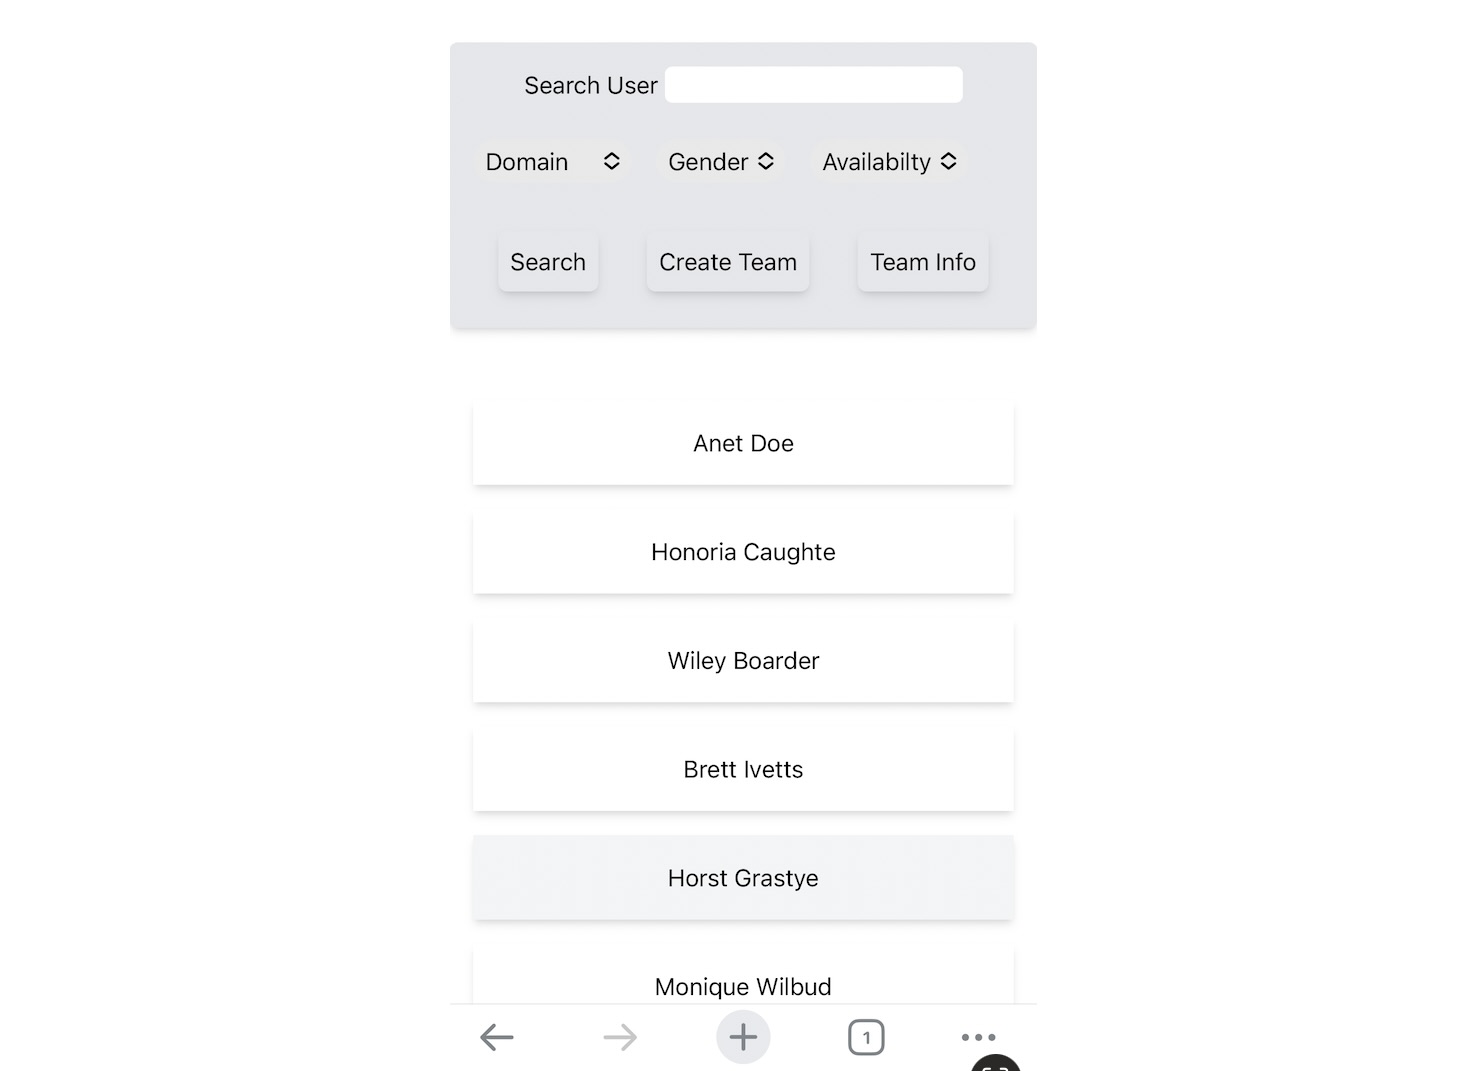 Search User
Domain Gender Availabilty
Search Create Team Team Info
Anet Doe
Honoria Caughte
Wiley Boarder
Brett Ivetts
Horst Grastye
Monique Wilbud
1